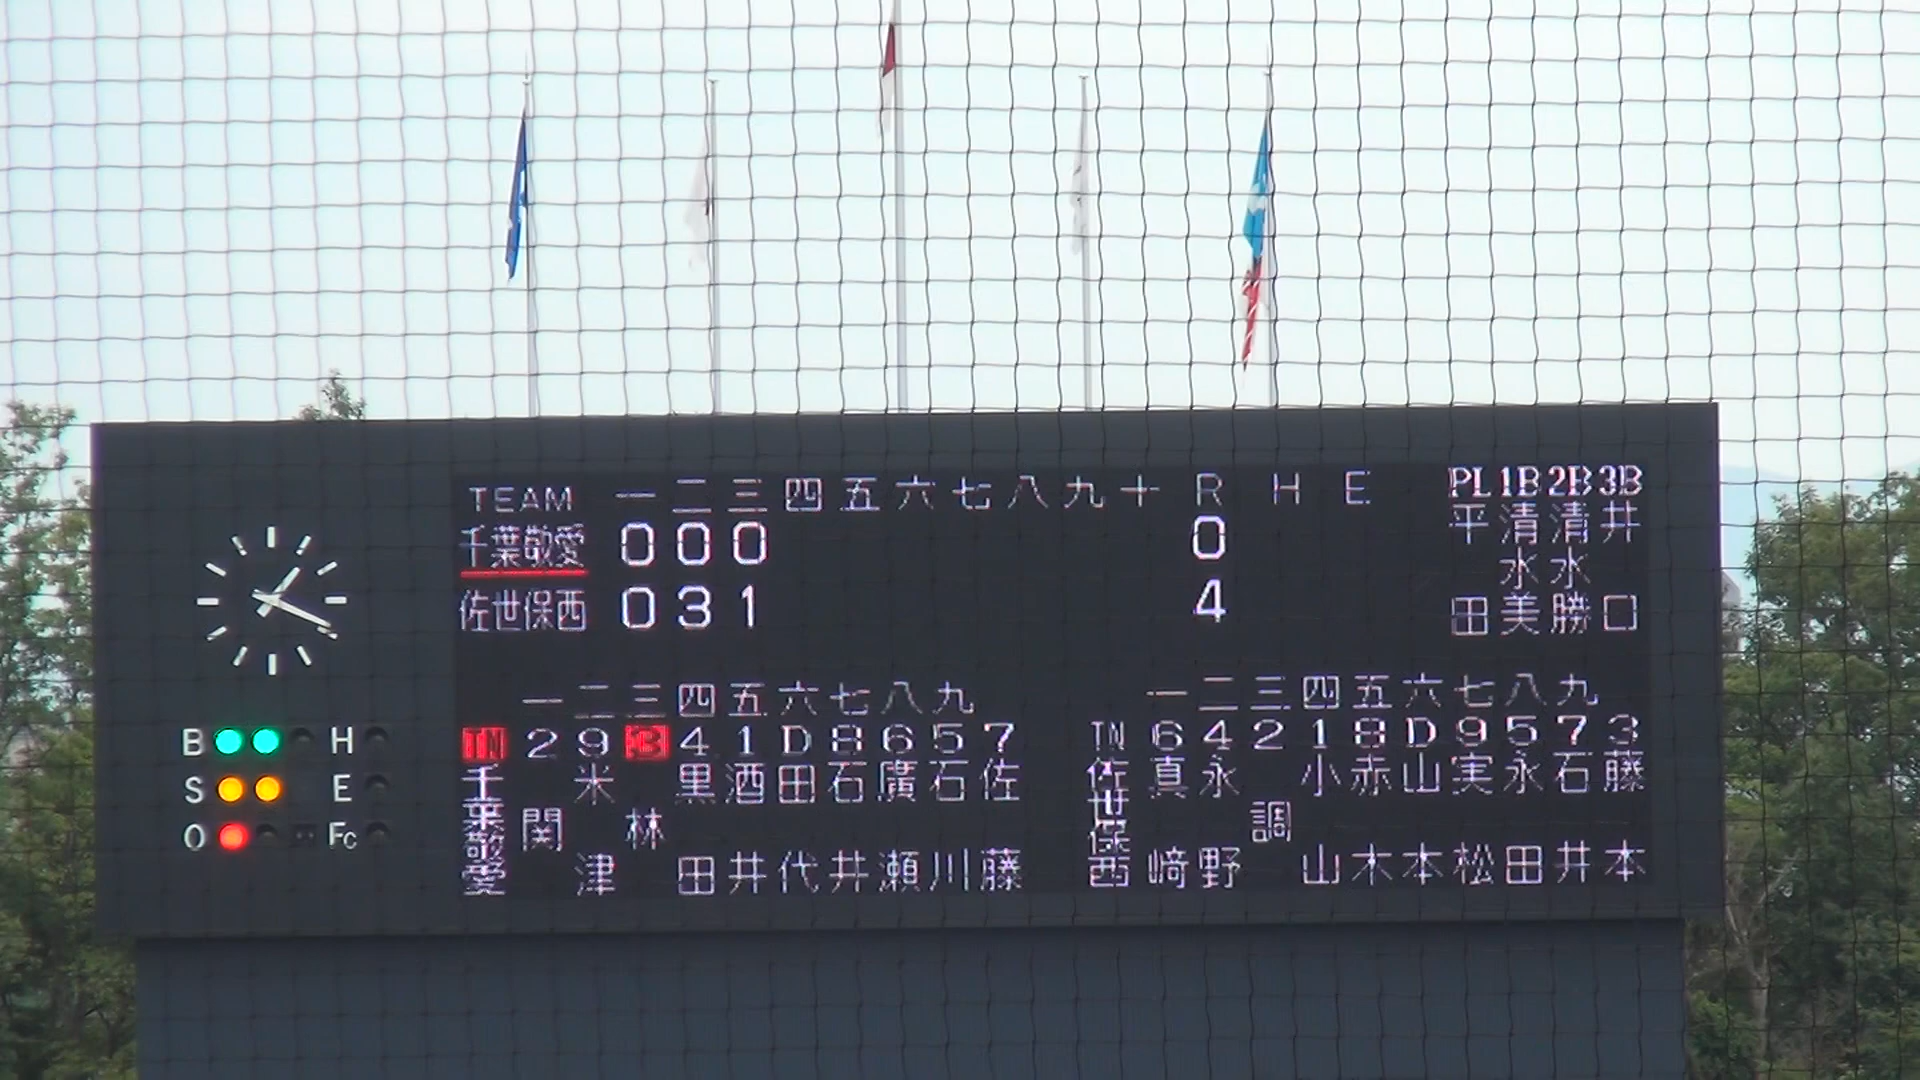 TEAM 一 二 三 四 五 六 七 八 九 十 R H E PL 1B 2B 3B
千葉敬愛 0 0 0 0
佐世保西 0 3 1 4
平田 清水美 清水勝 井口
一 二 三 四 五 六 七 八 九
TN 2 9 3 4 1 D 8 6 5 7
千葉敬愛 関 米津 林 黒田 酒井 田代 石井 廣瀬 石川 佐藤
一 二 三 四 五 六 七 八 九
TN 6 4 2 1 8 D 9 5 7 3
佐世保西 真崎 永野 調 小山 赤木 山本 実松 永田 石井 藤本
B H
S E
O Fc